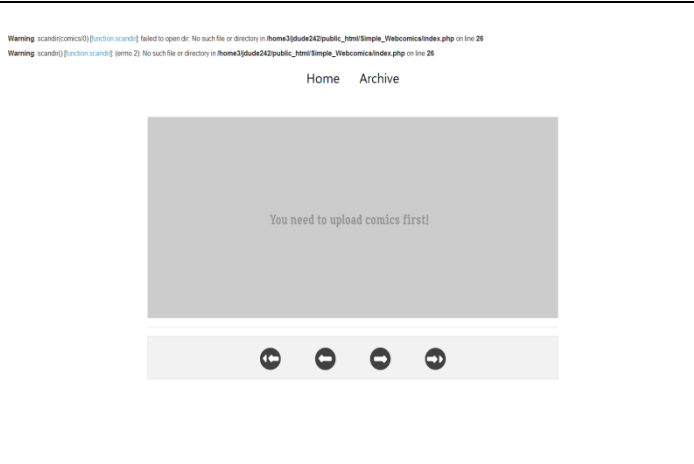 Warning: scandir(comics/0) [function.scandir]: failed to open dir: No such file or directory in /home3/jdude242/public_html/Simple_Webcomics/index.php on line 26
Warning: scandir() [function.scandir]: (errno 2): No such file or directory in /home3/jdude242/public_html/Simple_Webcomics/index.php on line 26
Home Archive
You need to upload comics first!